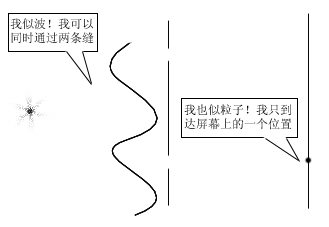 我似波！我可以
同时通过两条缝
我也似粒子！我只到
达屏幕上的一个位置